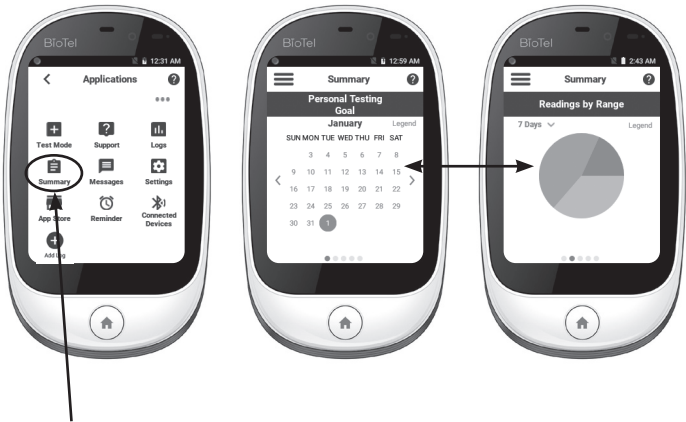 BioTel
12:31 AM
Applications
?
Test Mode
Support
Logs
Summary
Messages
Settings
App Store
Reminder
Connected
Devices
Add Log
BioTel
12:59 AM
Summary
?
Personal Testing
Goal
January
Legend
SUN MON TUE WED THU FRI SAT
3 4 5 6 7 8
9 10 11 12 13 14 15
16 17 18 19 20 21 22
23 24 25 26 27 28 29
30 31 1
BioTel
2:43 AM
Summary
?
Readings by Range
7 Days
Legend